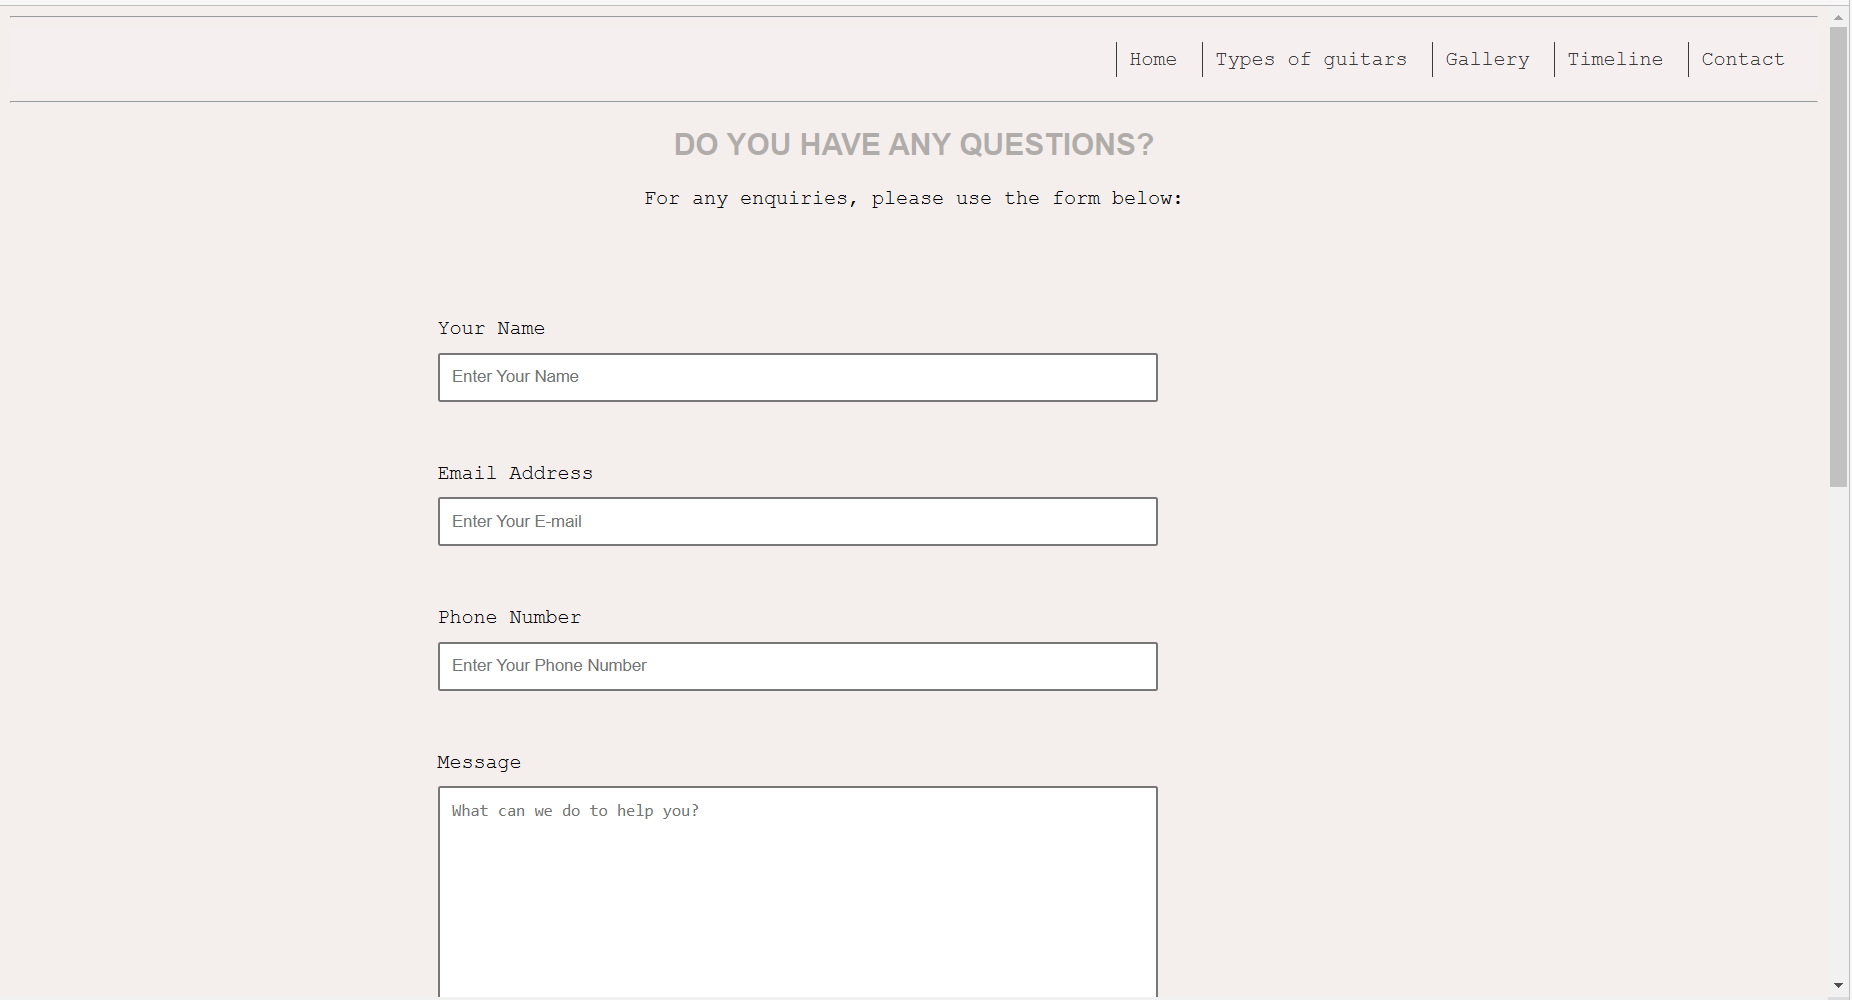 Home Types of guitars Gallery Timeline Contact
DO YOU HAVE ANY QUESTIONS?
For any enquiries, please use the form below:
Your Name
Enter Your Name
Email Address
Enter Your E-mail
Phone Number
Enter Your Phone Number
Message
What can we do to help you?